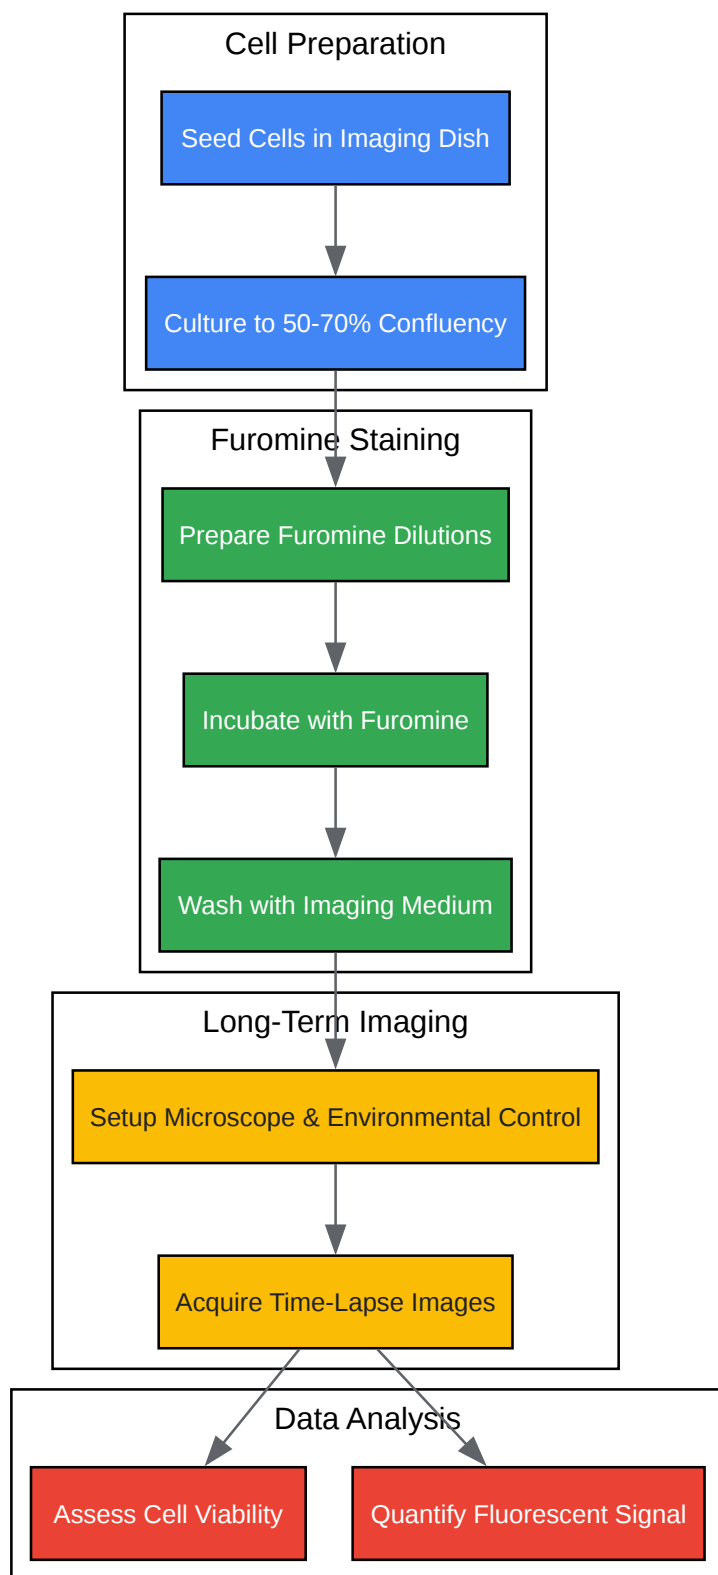 Cell Preparation
Seed Cells in Imaging Dish
Culture to 50-70% Confluency
Furomine Staining
Prepare Furomine Dilutions
Incubate with Furomine
Wash with Imaging Medium
Long-Term Imaging
Setup Microscope & Environmental Control
Acquire Time-Lapse Images
Data Analysis
Assess Cell Viability
Quantify Fluorescent Signal